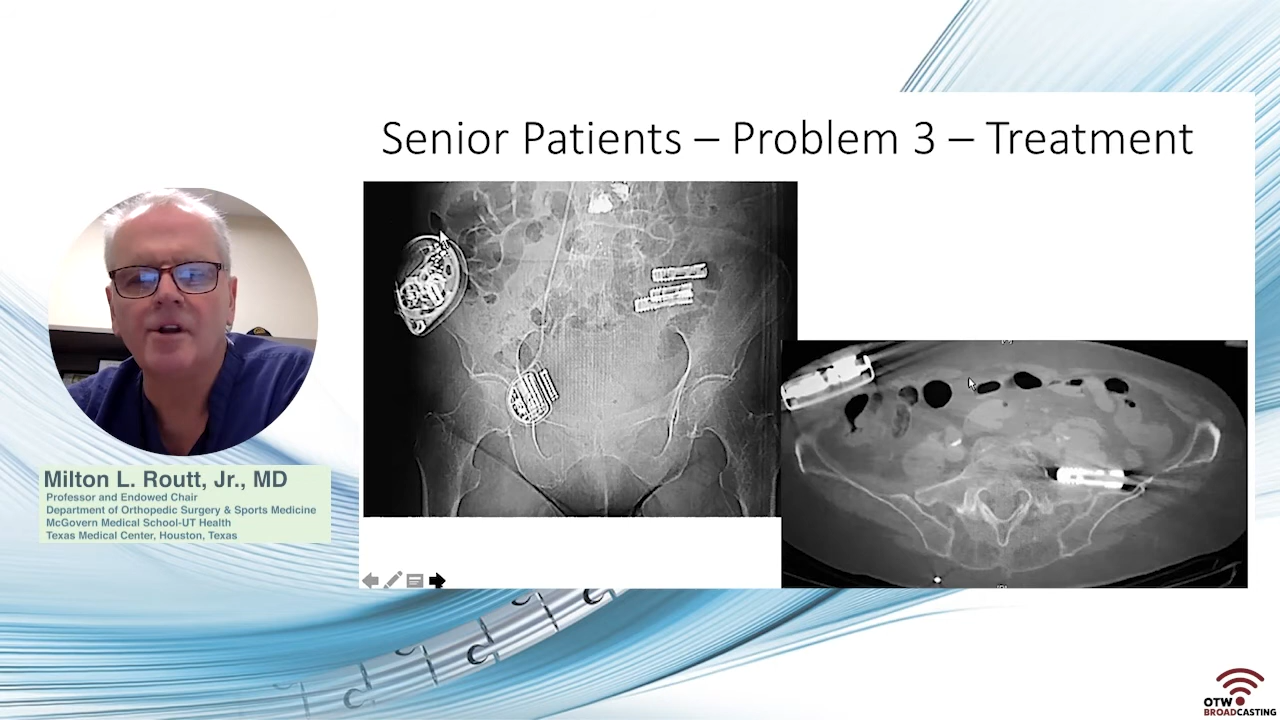 Senior Patients – Problem 3 – Treatment
Milton L. Routt, Jr., MD
Professor and Endowed Chair
Department of Orthopedic Surgery & Sports Medicine
McGovern Medical School-UT Health
Texas Medical Center, Houston, Texas
OTW
BROADCASTING